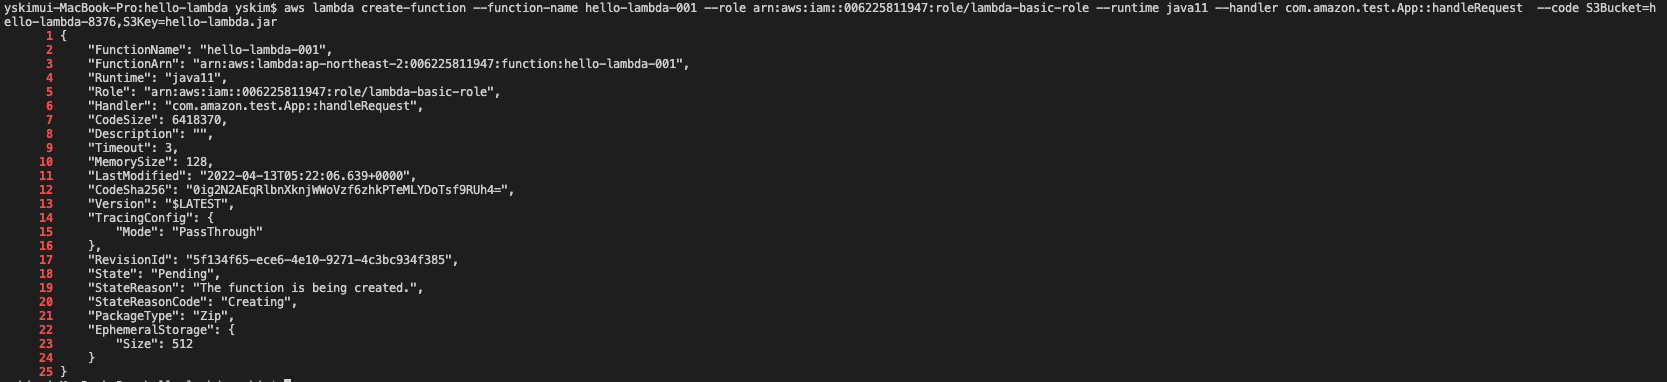 yskimui-MacBook-Pro:hello-lambda yskim$ aws lambda create-function --function-name hello-lambda-001 --role arn:aws:iam::006225811947:role/lambda-basic-role --runtime java11 --handler com.amazon.test.App::handleRequest  --code S3Bucket=h
ello-lambda-8376,S3Key=hello-lambda.jar
1 {
2     "FunctionName": "hello-lambda-001",
3     "FunctionArn": "arn:aws:lambda:ap-northeast-2:006225811947:function:hello-lambda-001",
4     "Runtime": "java11",
5     "Role": "arn:aws:iam::006225811947:role/lambda-basic-role",
6     "Handler": "com.amazon.test.App::handleRequest",
7     "CodeSize": 6418370,
8     "Description": "",
9     "Timeout": 3,
10     "MemorySize": 128,
11     "LastModified": "2022-04-13T05:22:06.639+0000",
12     "CodeSha256": "0ig2N2AEqRlbnXknjWWoVzf6zhkPTeMLYDoTsf9RUh4=",
13     "Version": "$LATEST",
14     "TracingConfig": {
15         "Mode": "PassThrough"
16     },
17     "RevisionId": "5f134f65-ece6-4e10-9271-4c3bc934f385",
18     "State": "Pending",
19     "StateReason": "The function is being created.",
20     "StateReasonCode": "Creating",
21     "PackageType": "Zip",
22     "EphemeralStorage": {
23         "Size": 512
24     }
25 }